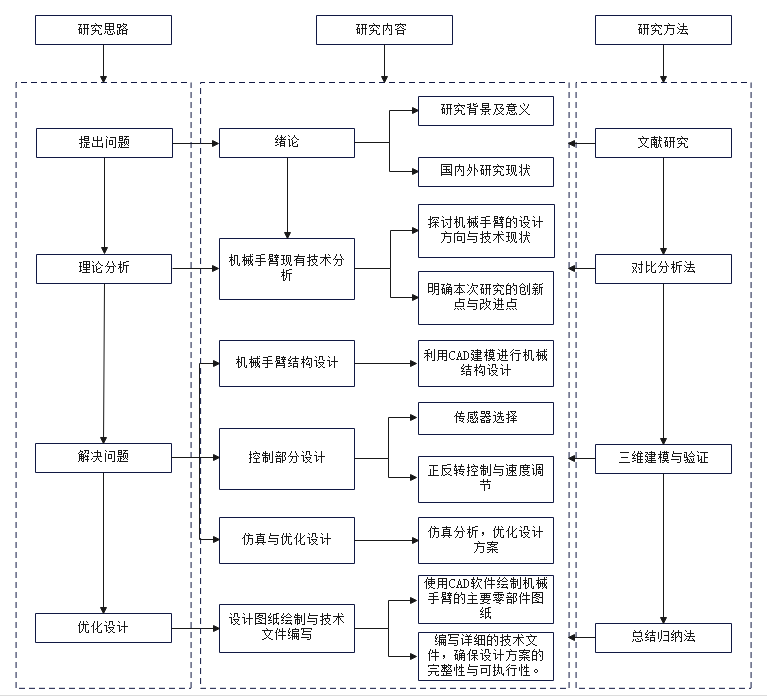 研究思路
研究内容
研究方法
提出问题
绪论
研究背景及意义
国内外研究现状
文献研究
理论分析
机械手臂现有技术分
析
探讨机械手臂的设计
方向与技术现状
明确本次研究的创新
点与改进点
对比分析法
机械手臂结构设计
利用CAD建模进行机械
结构设计
解决问题
控制部分设计
传感器选择
正反转控制与速度调
节
三维建模与验证
仿真与优化设计
仿真分析，优化设计
方案
优化设计
设计图纸绘制与技术
文件编写
使用CAD软件绘制机械
手臂的主要零部件图
纸
编写详细的技术文
件，确保设计方案的
完整性与可执行性。
总结归纳法